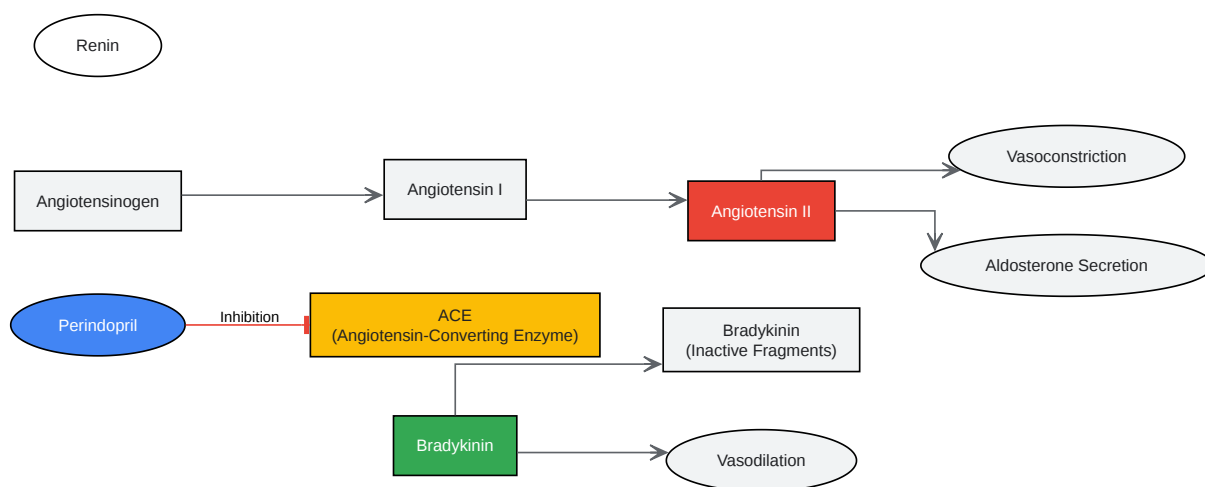 Renin
Angiotensinogen
Angiotensin I
Angiotensin II
Vasoconstriction
Aldosterone Secretion
Perindopril
Inhibition
ACE
(Angiotensin-Converting Enzyme)
Bradykinin
(Inactive Fragments)
Bradykinin
Vasodilation